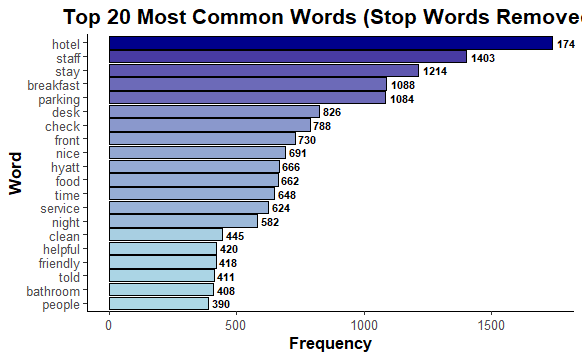 Top 20 Most Common Words (Stop Words Remove
hotel 174
staff 1403
stay 1214
breakfast 1088
parking 1084
desk 826
check 788
front 730
nice 691
hyatt 666
food 662
time 648
service 624
night 582
clean 445
helpful 420
friendly 418
told 411
bathroom 408
people 390
Word
0 500 1000 1500
Frequency